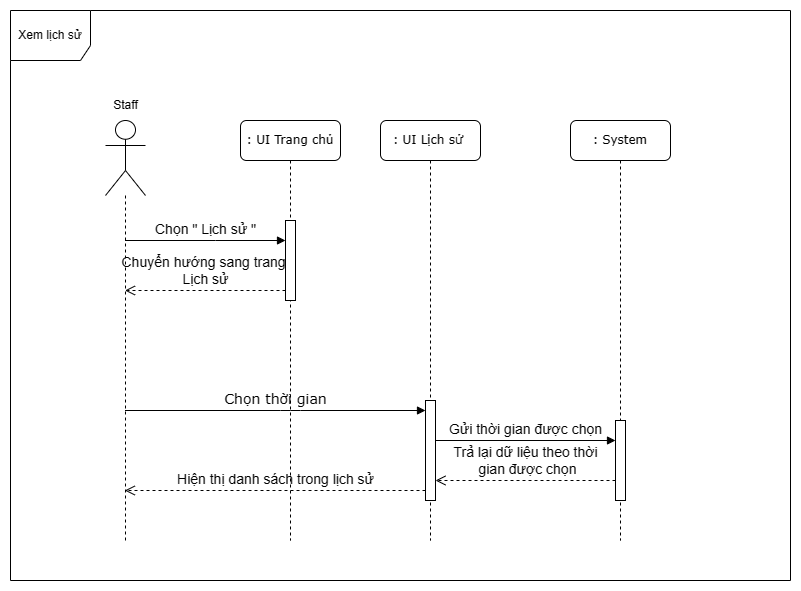 Xem lịch sử
Staff
: UI Trang chủ
: UI Lịch sử
: System
Chọn " Lịch sử "
Chuyển hướng sang trang
Lịch sử
Chọn thời gian
Gửi thời gian được chọn
Trả lại dữ liệu theo thời
gian được chọn
Hiện thị danh sách trong lịch sử